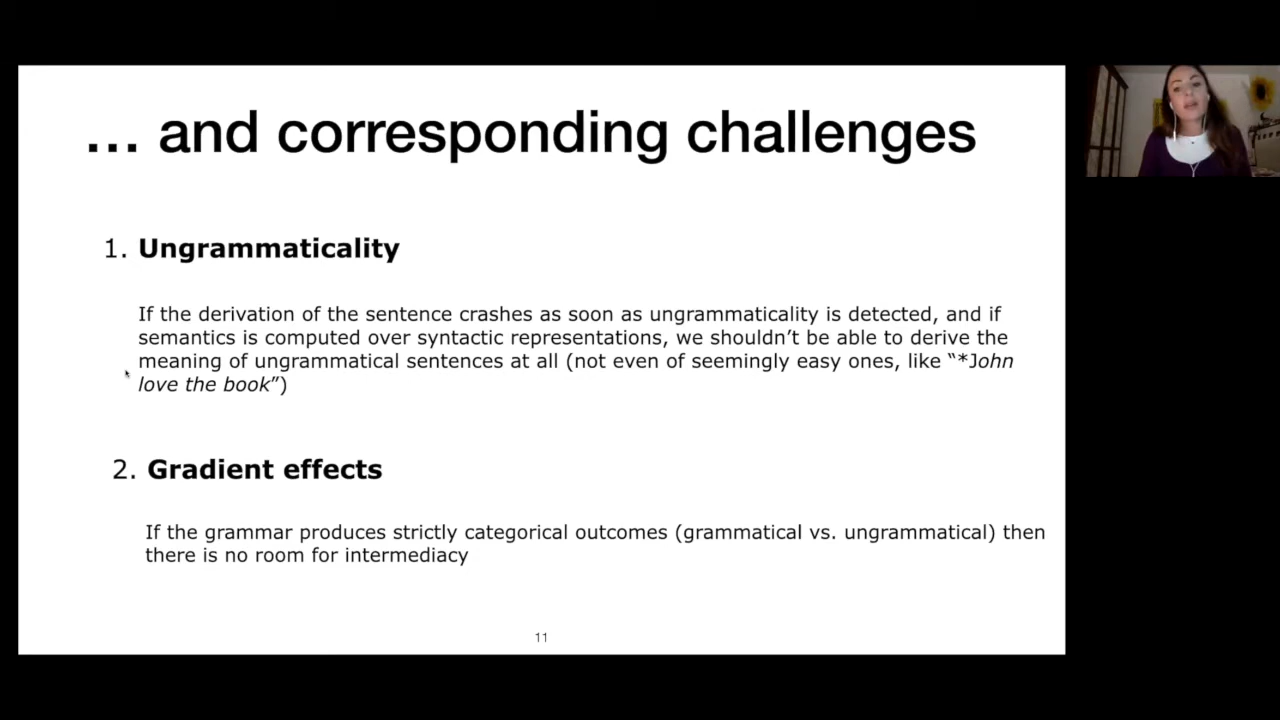 ... and corresponding challenges
1. Ungrammaticality
If the derivation of the sentence crashes as soon as ungrammaticality is detected, and if
semantics is computed over syntactic representations, we shouldn’t be able to derive the
meaning of ungrammatical sentences at all (not even of seemingly easy ones, like “*John
love the book”)
2. Gradient effects
If the grammar produces strictly categorical outcomes (grammatical vs. ungrammatical) then
there is no room for intermediacy
11